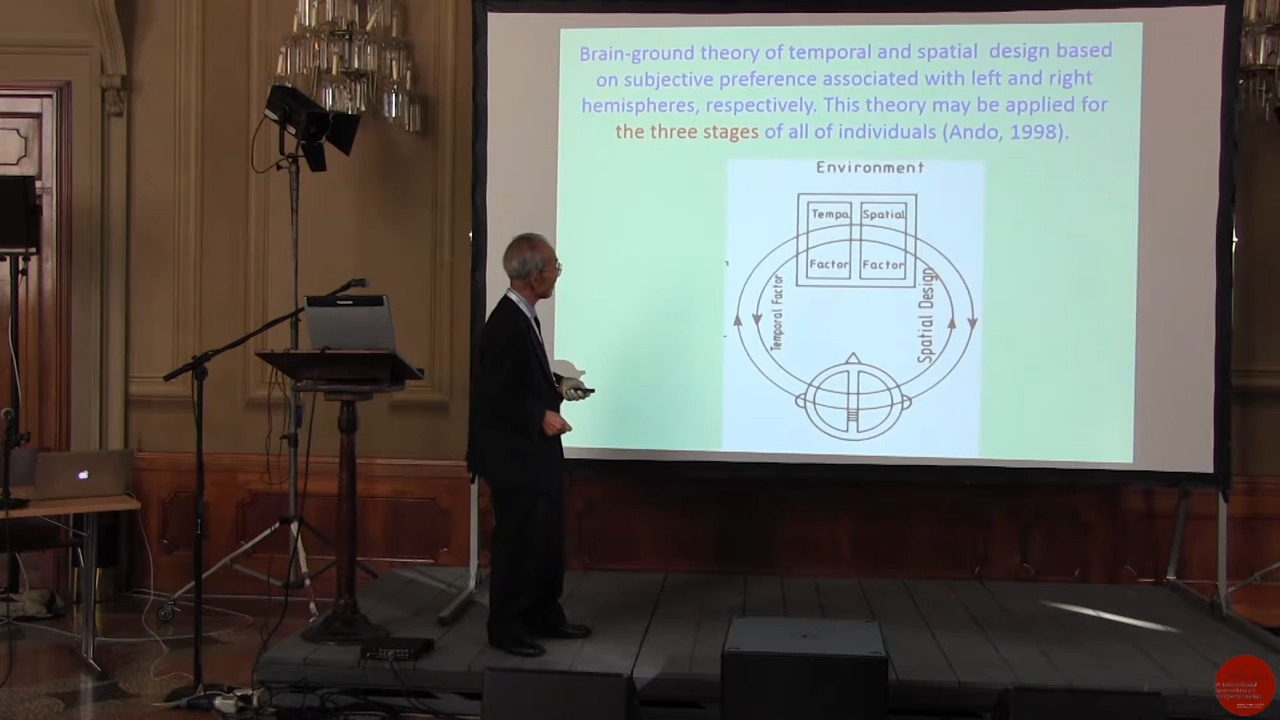 Brain-ground theory of temporal and spatial design based
on subjective preference associated with left and right
hemispheres, respectively. This theory may be applied for
the three stages of all of individuals (Ando, 1998).
Environment
Tempa Spatial
Factor Factor
Temporal Factor
Spatial Design